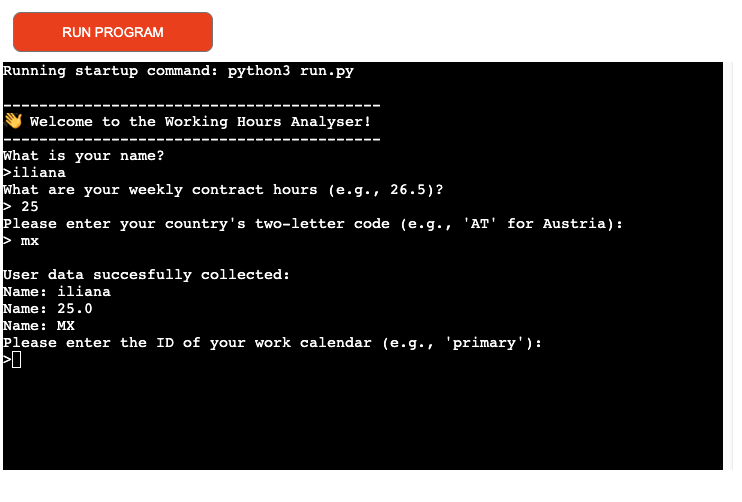 RUN PROGRAM
Running startup command: python3 run.py
------------------------------------------
👋 Welcome to the Working Hours Analyser!
------------------------------------------
What is your name?
>iliana
What are your weekly contract hours (e.g., 26.5)?
> 25
Please enter your country's two-letter code (e.g., 'AT' for Austria):
> mx
User data succesfully collected:
Name: iliana
Name: 25.0
Name: MX
Please enter the ID of your work calendar (e.g., 'primary'):
>